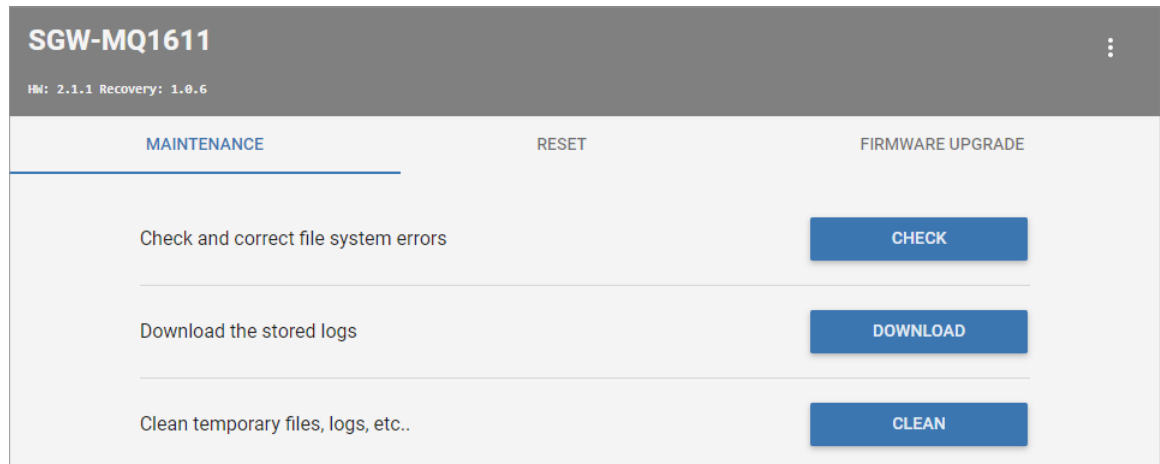 SGW-MQ1611
HW: 2.1.1 Recovery: 1.0.6
MAINTENANCE RESET FIRMWARE UPGRADE
Check and correct file system errors CHECK
Download the stored logs DOWNLOAD
Clean temporary files, logs, etc.. CLEAN